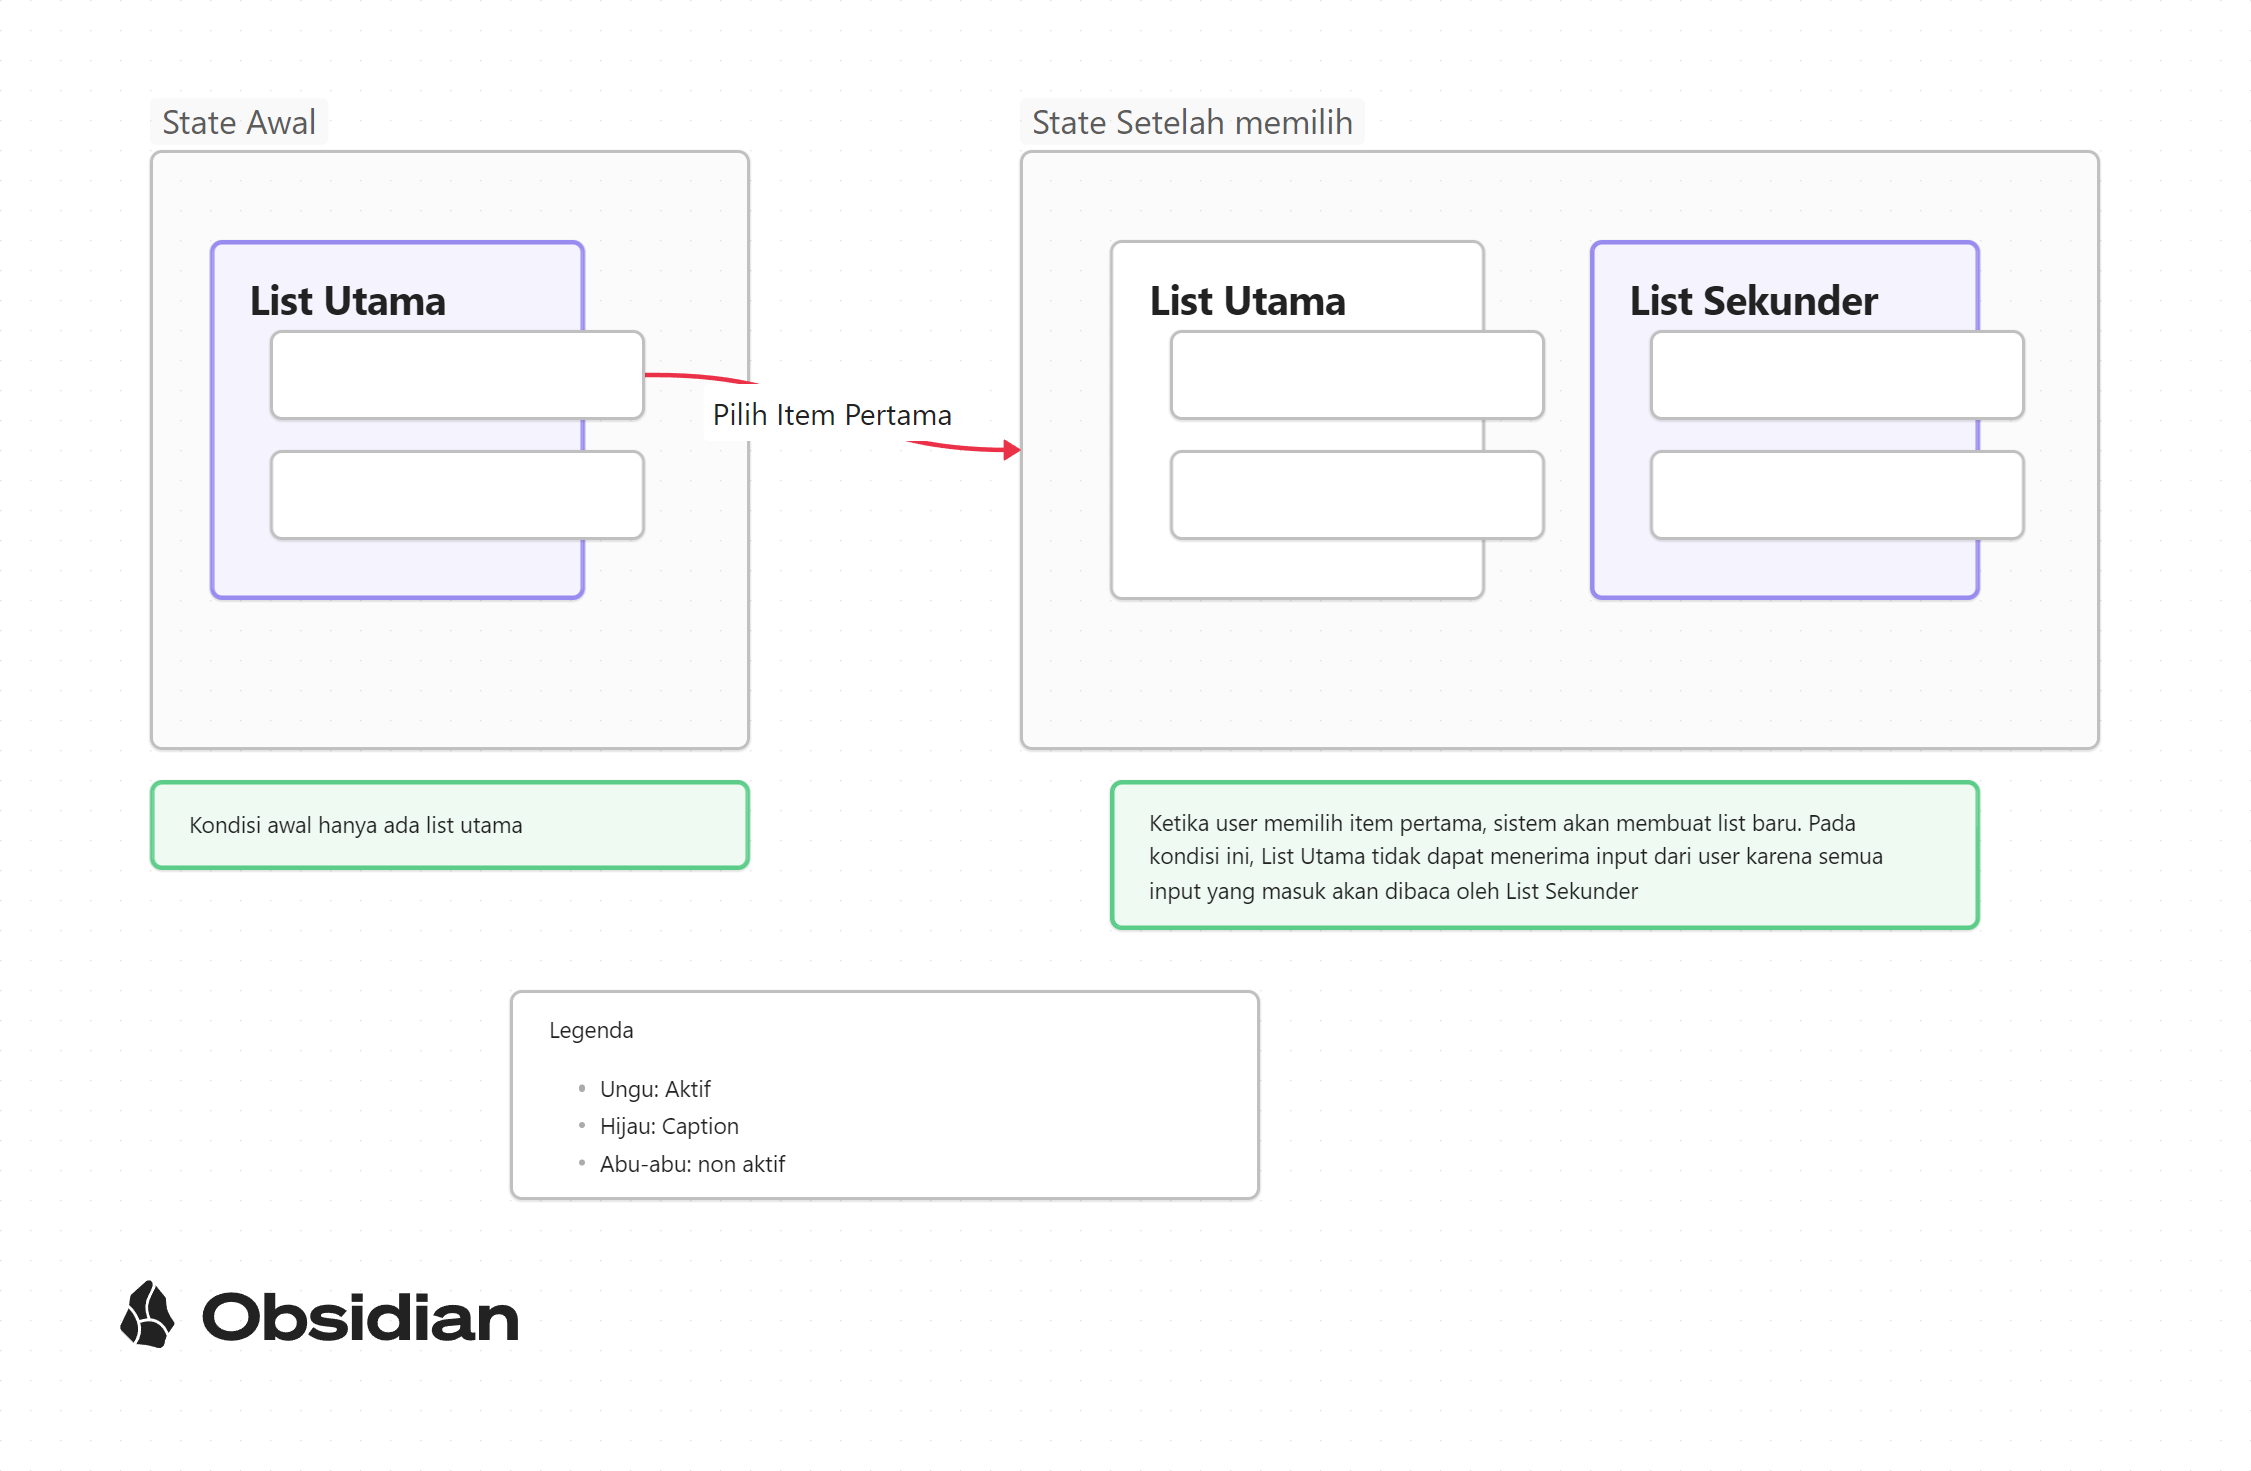 State Awal
State Setelah memilih
List Utama
Pilih Item Pertama
List Utama
List Sekunder
Kondisi awal hanya ada list utama
Ketika user memilih item pertama, sistem akan membuat list baru. Pada
kondisi ini, List Utama tidak dapat menerima input dari user karena semua
input yang masuk akan dibaca oleh List Sekunder
Legenda
• Ungu: Aktif
• Hijau: Caption
• Abu-abu: non aktif
Obsidian